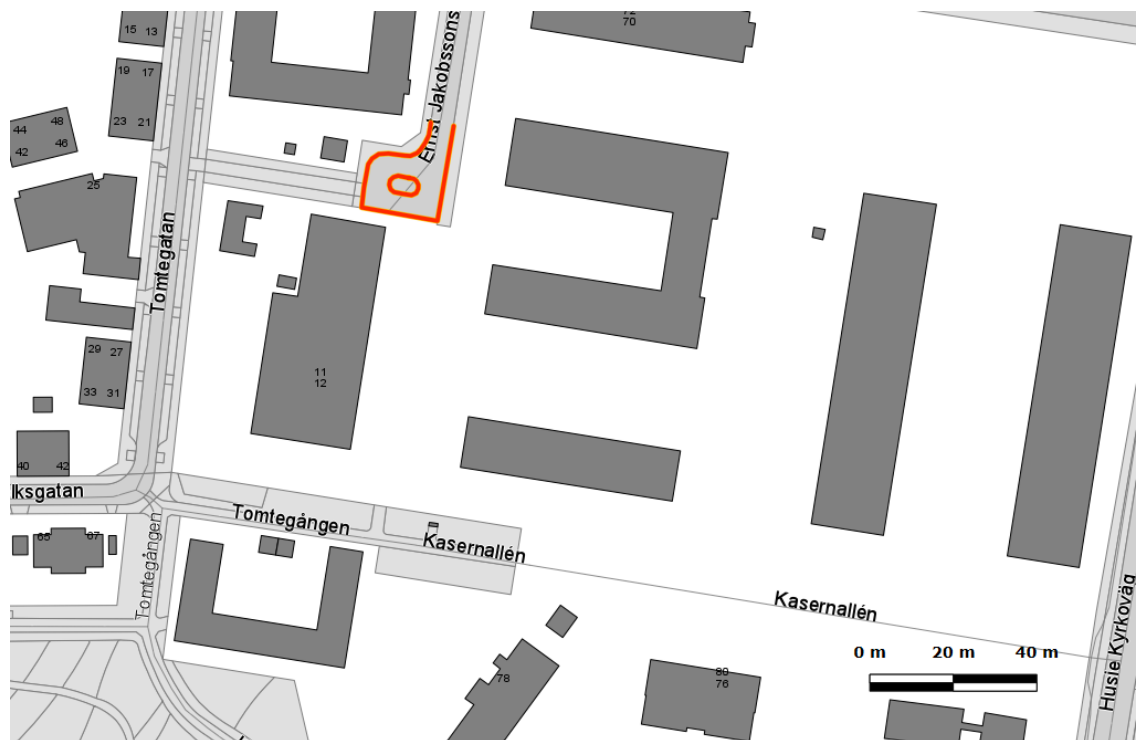 15 13
72
70
19 17
23 21
44 48
42 46
Ernst Jakobssons
25
Tomtegatan
29 27
33 31
11
12
40 42
lksgatan
Tomtegången
Kasernallén
65 67
Tomtegången
Kasernallén
0 m 20 m 40 m
80
76
78
Husie Kyrkoväg